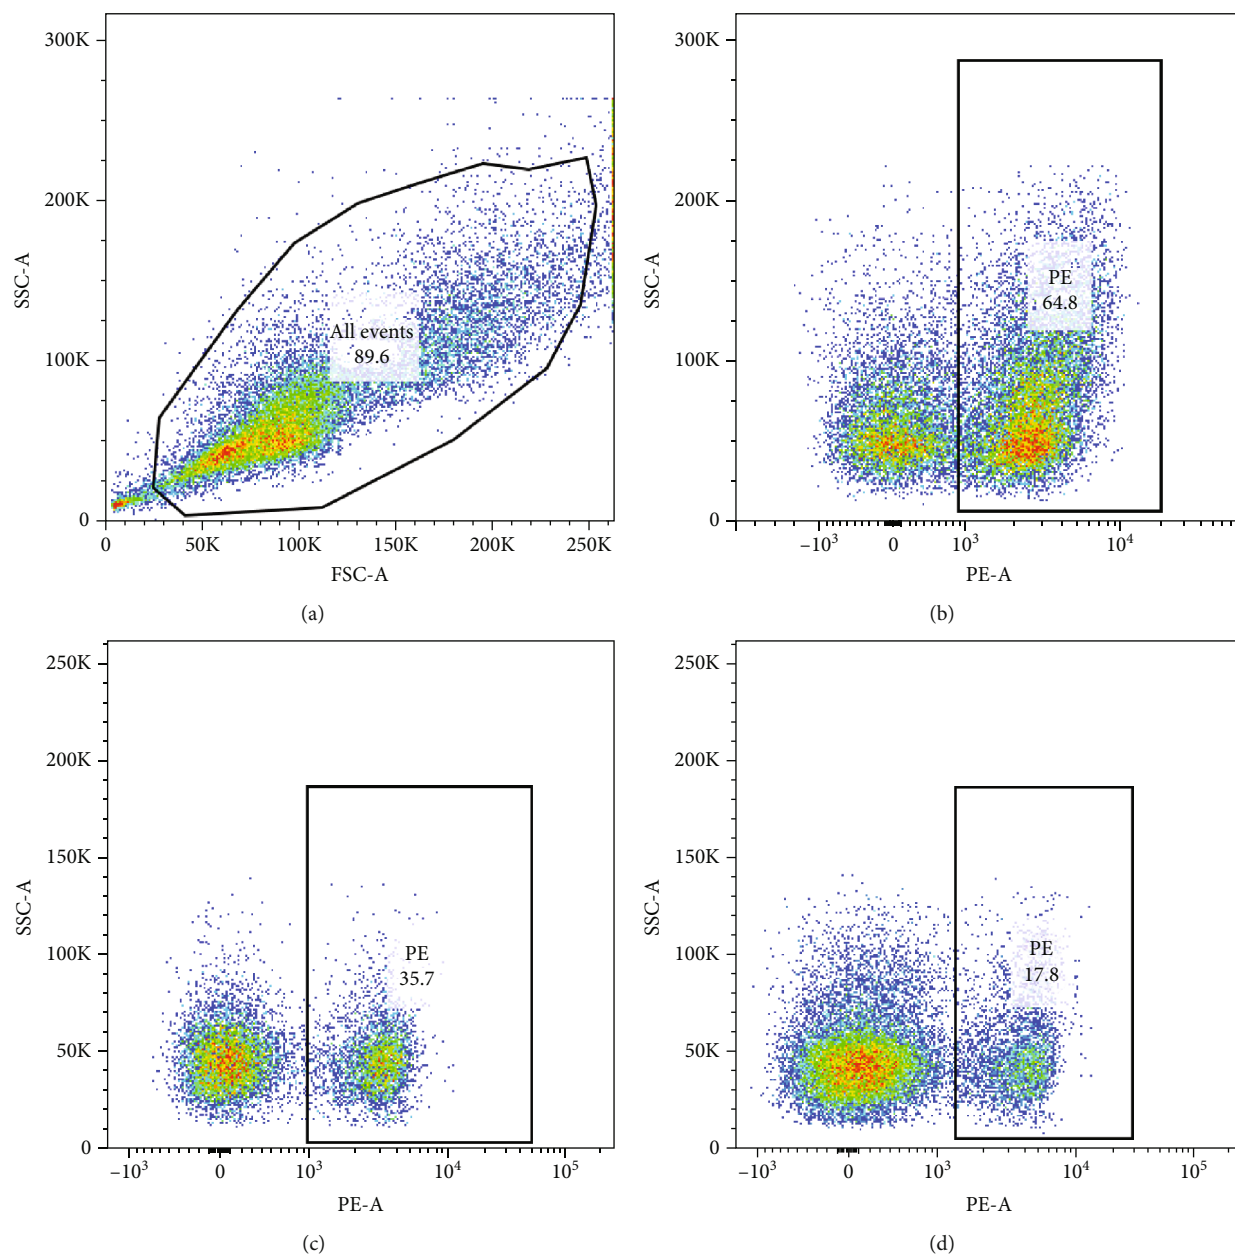 300K
200K
100K
0
SSC-A
All events
89.6
0
50K
100K
150K
200K
250K
FSC-A
(a)
300K
200K
100K
0
SSC-A
PE
64.8
–10³
0
10³
10⁴
PE-A
(b)
250K
200K
150K
100K
50K
0
SSC-A
PE
35.7
–10³
0
10³
10⁴
10⁵
PE-A
(c)
250K
200K
150K
100K
50K
0
SSC-A
PE
17.8
–10³
0
10³
10⁴
10⁵
PE-A
(d)